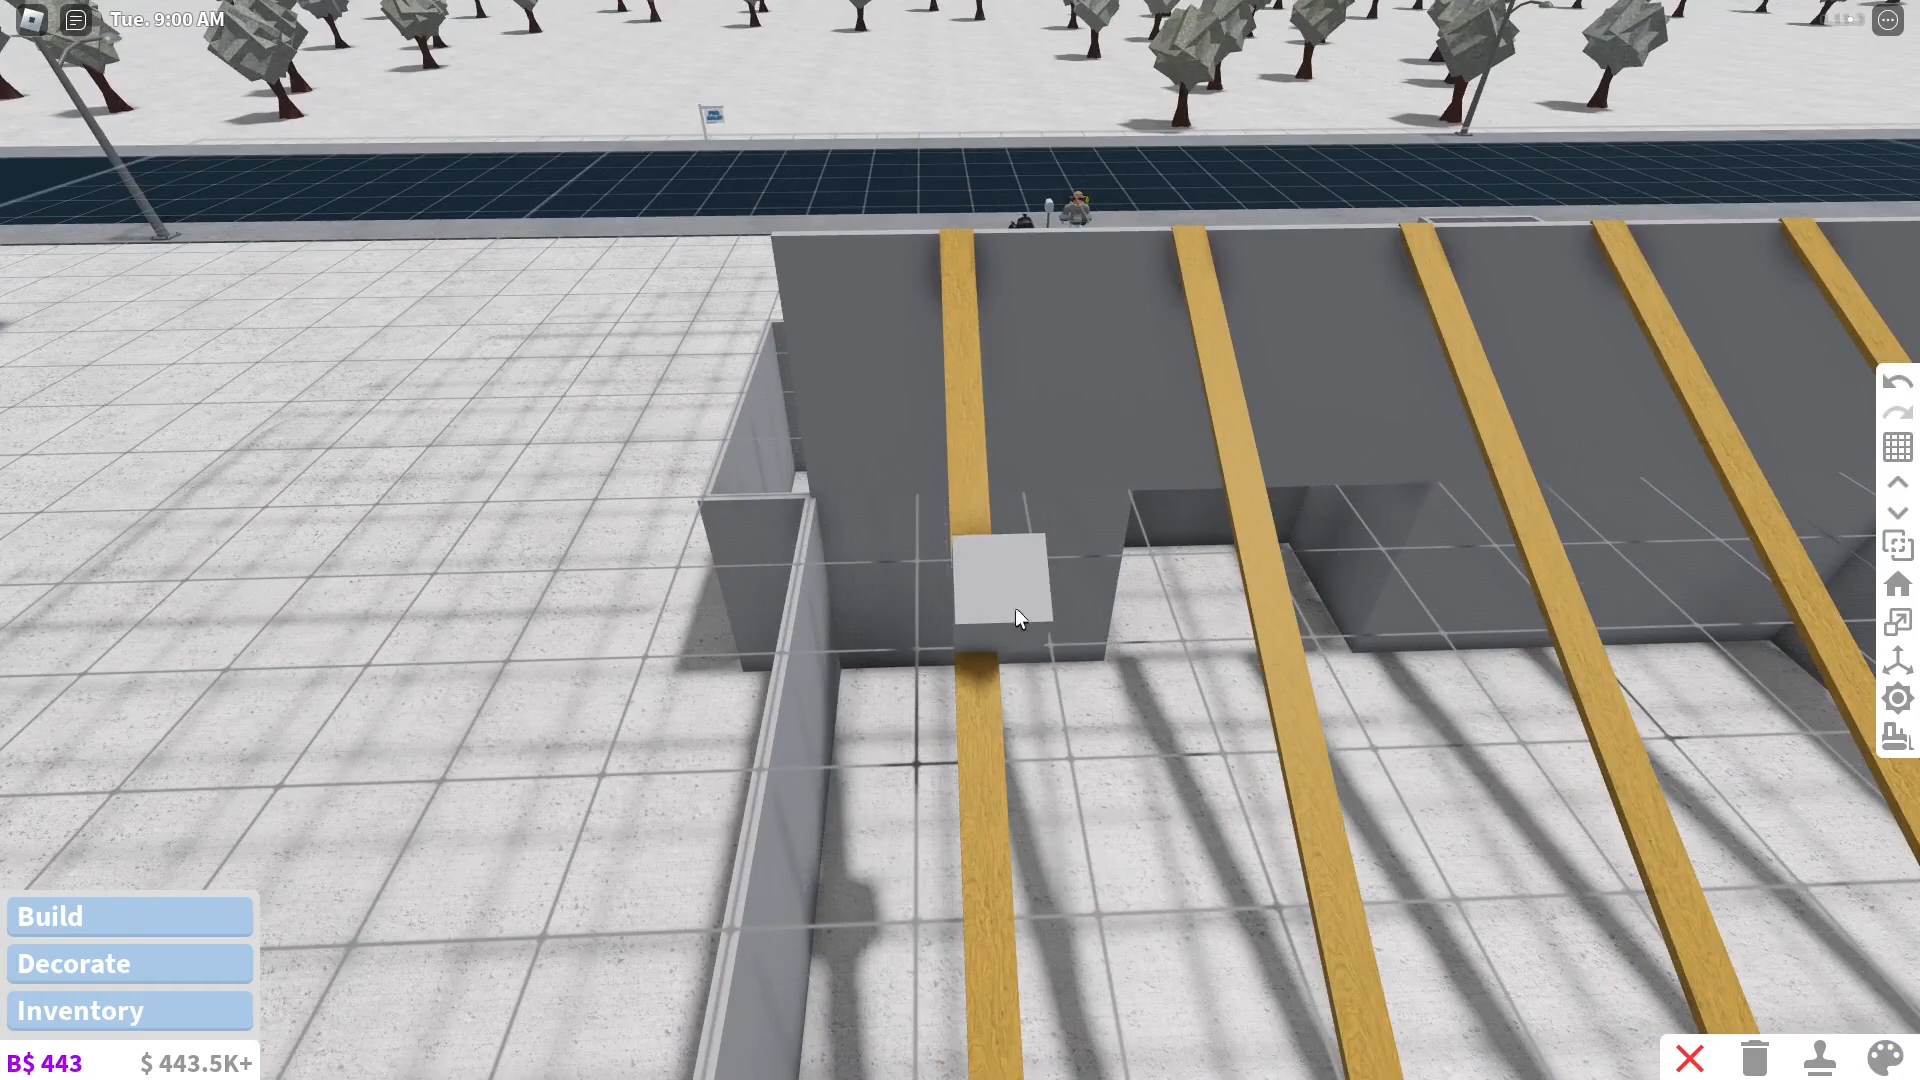 Tue. 9:00 AM
Build
Decorate
Inventory
B$ 443
$ 443.5K+